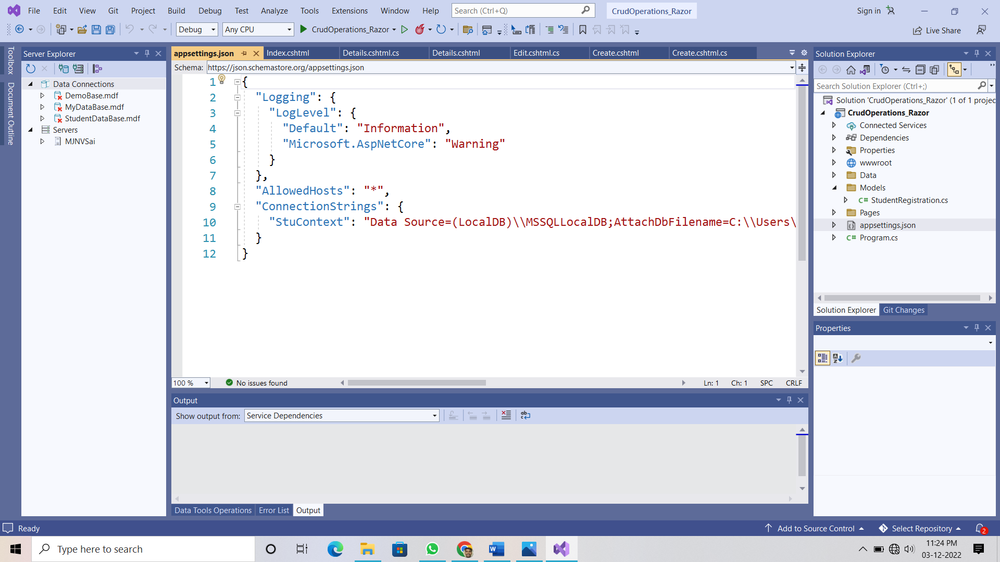 File Edit View Git Project Build Debug Test Analyze Tools Extensions Window Help Search (Ctrl+Q) CrudOperations_Razor Sign in
Debug Any CPU CrudOperations_Razor Live Share
Toolbox
Document Outline
Server Explorer
Data Connections
DemoBase.mdf
MyDataBase.mdf
StudentDataBase.mdf
Servers
MJNVSai
appsettings.json Index.cshtml Details.cshtml.cs Details.cshtml Edit.cshtml.cs Create.cshtml Create.cshtml.cs
Schema: https://json.schemastore.org/appsettings.json
1 {
2 "Logging": {
3 "LogLevel": {
4 "Default": "Information",
5 "Microsoft.AspNetCore": "Warning"
6 }
7 },
8 "AllowedHosts": "*",
9 "ConnectionStrings": {
10 "StuContext": "Data Source=(LocalDB)\\MSSQLLocalDB;AttachDbFilename=C:\\Users\
11 }
12 }
100 % No issues found Ln: 1 Ch: 1 SPC CRLF
Output
Show output from: Service Dependencies
Data Tools Operations Error List Output
Solution Explorer
Search Solution Explorer (Ctrl+;)
Solution 'CrudOperations_Razor' (1 of 1 projec
CrudOperations_Razor
Connected Services
Dependencies
Properties
wwwroot
Data
Models
C# StudentRegistration.cs
Pages
appsettings.json
C# Program.cs
Solution Explorer Git Changes
Properties
Ready Add to Source Control Select Repository 2
Type here to search
11:24 PM
03-12-2022